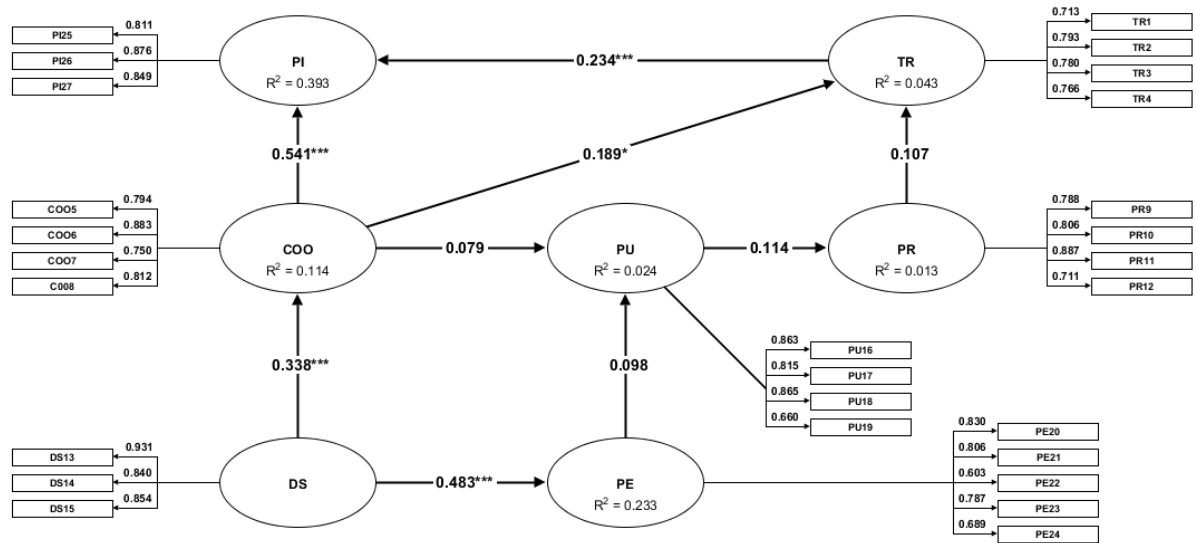 0.811
PI25
0.876
PI26
0.849
PI27
PI
R² = 0.393
0.234***
TR
R² = 0.043
0.713
TR1
0.793
TR2
0.780
TR3
0.766
TR4
0.541***
0.189*
0.107
0.794
COO5
0.883
COO6
0.750
COO7
0.812
C008
COO
R² = 0.114
0.079
PU
R² = 0.024
0.114
PR
R² = 0.013
0.788
PR9
0.806
PR10
0.887
PR11
0.711
PR12
0.338***
0.098
0.863
PU16
0.815
PU17
0.865
PU18
0.660
PU19
0.931
DS13
0.840
DS14
0.854
DS15
DS
0.483***
PE
R² = 0.233
0.830
PE20
0.806
PE21
0.603
PE22
0.787
PE23
0.689
PE24